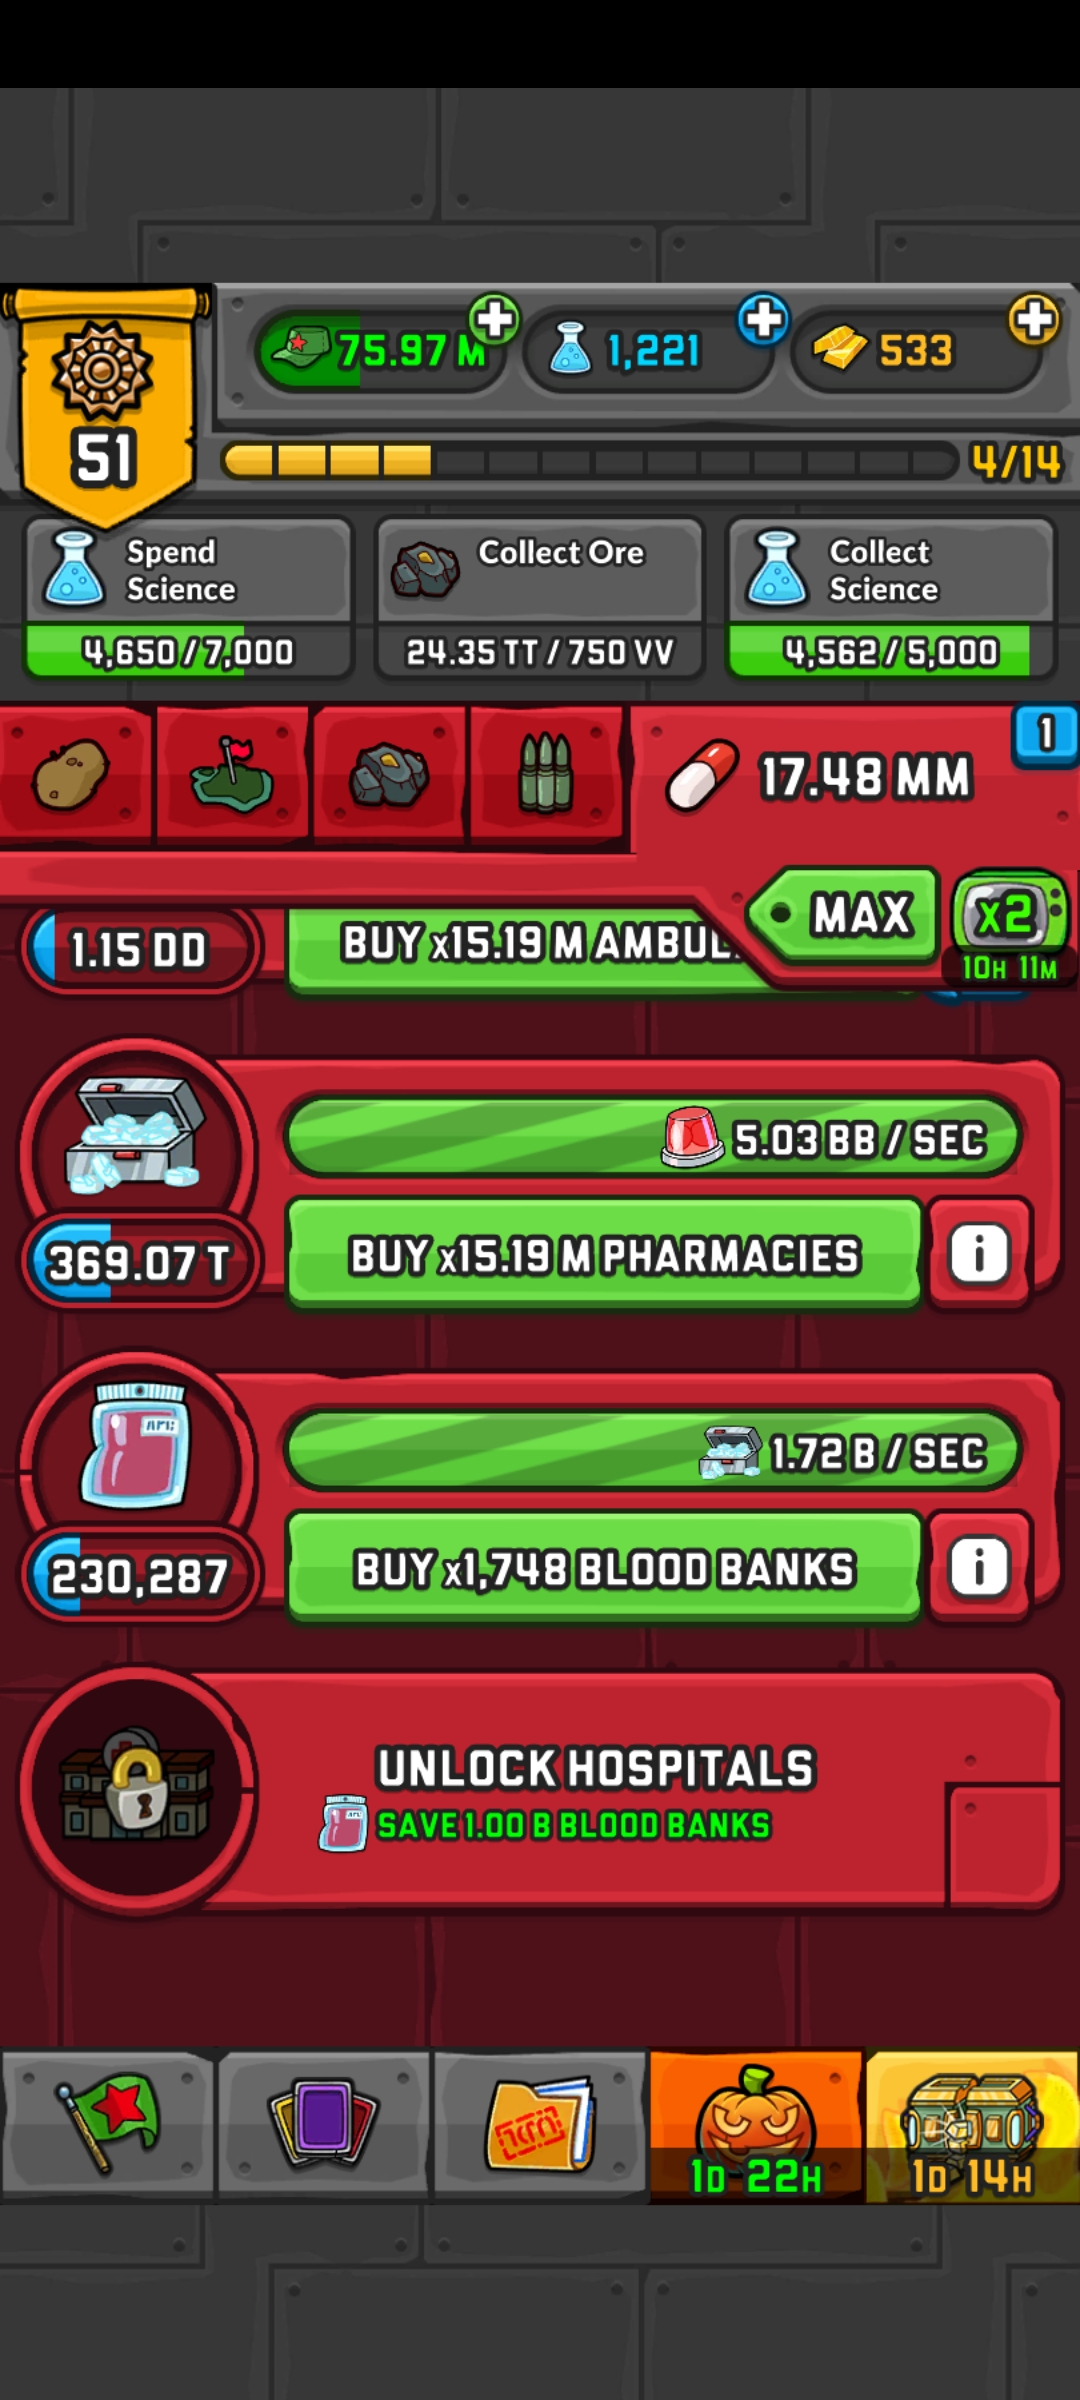 75.97 M
1,221
533
51
4/14
Spend
Science
4,650/7,000
Collect Ore
24.35 TT/750 VV
Collect
Science
4,562/5,000
17.48 MM
1
MAX
x2
10H 11M
1.15 DD
BUY x15.19 M AMBUL
5.03 BB/SEC
369.07 T
BUY x15.19 M PHARMACIES
i
1.72 B/SEC
230,287
BUY x1,748 BLOOD BANKS
i
UNLOCK HOSPITALS
SAVE 1.00 B BLOOD BANKS
1D 22H
1D 14H